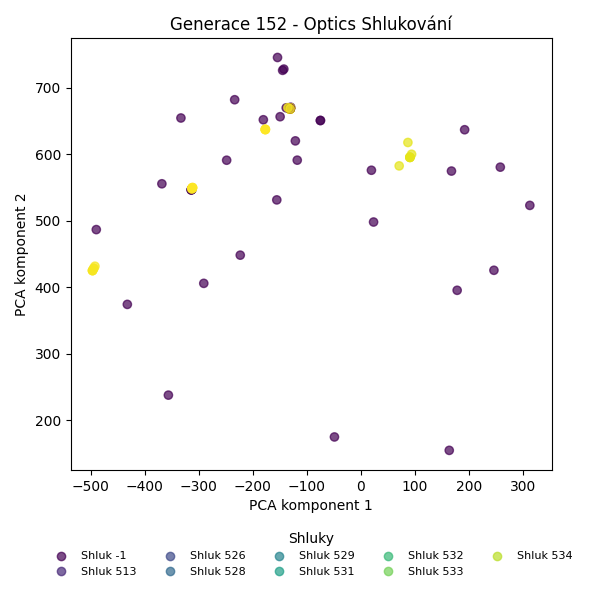 Generace 152 - Optics Shlukování
PCA komponent 2
700
600
500
400
300
200
−500 −400 −300 −200 −100 0 100 200 300
PCA komponent 1
Shluky
Shluk -1 Shluk 526 Shluk 529 Shluk 532 Shluk 534
Shluk 513 Shluk 528 Shluk 531 Shluk 533